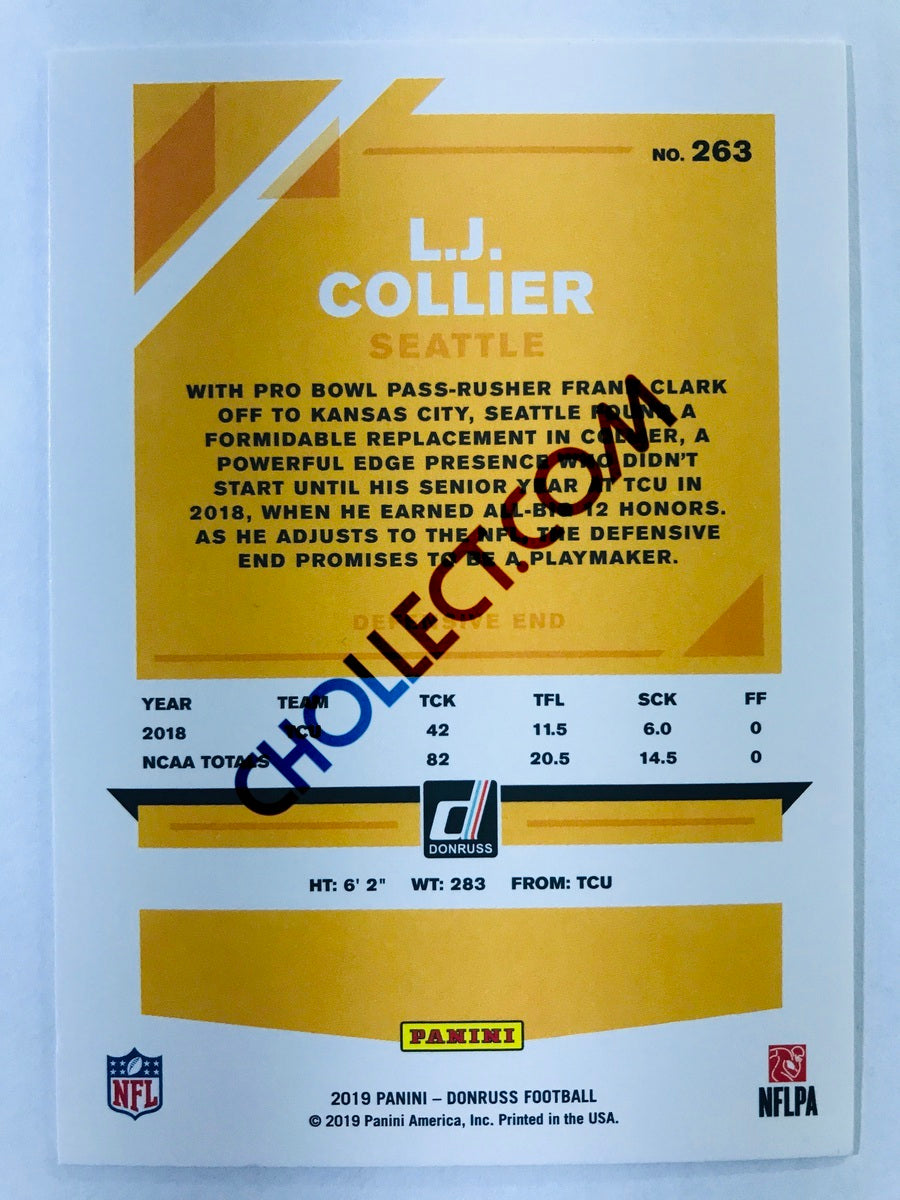 NO. 263
L.J.
COLLIER
SEATTLE
WITH PRO BOWL PASS-RUSHER FRANK CLARK
OFF TO KANSAS CITY, SEATTLE FOUND A
FORMIDABLE REPLACEMENT IN COLLIER, A
POWERFUL EDGE PRESENCE WHO DIDN'T
START UNTIL HIS SENIOR YEAR AT TCU IN
2018, WHEN HE EARNED ALL-BIG 12 HONORS.
AS HE ADJUSTS TO THE NFL, THE DEFENSIVE
END PROMISES TO BE A PLAYMAKER.
DEFENSIVE END
CHOLLECT.COM
YEAR TEAM TCK TFL SCK FF
2018 TCU 42 11.5 6.0 0
NCAA TOTALS 82 20.5 14.5 0
d
DONRUSS
HT: 6' 2" WT: 283 FROM: TCU
PANINI
NFL
2019 PANINI – DONRUSS FOOTBALL
© 2019 Panini America, Inc. Printed in the USA.
NFLPA